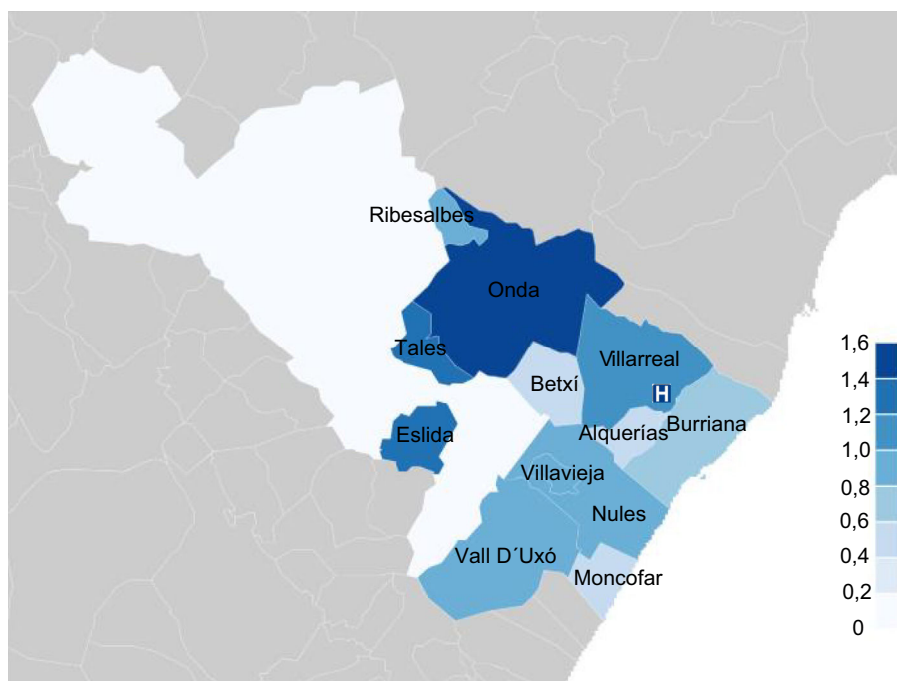 Ribesalbes
Onda
Tales
Villarreal
Betxí
H
Eslida
Alquerías
Burriana
Villavieja
Nules
Vall D´Uxó
Moncofar
1,6
1,4
1,2
1,0
0,8
0,6
0,4
0,2
0